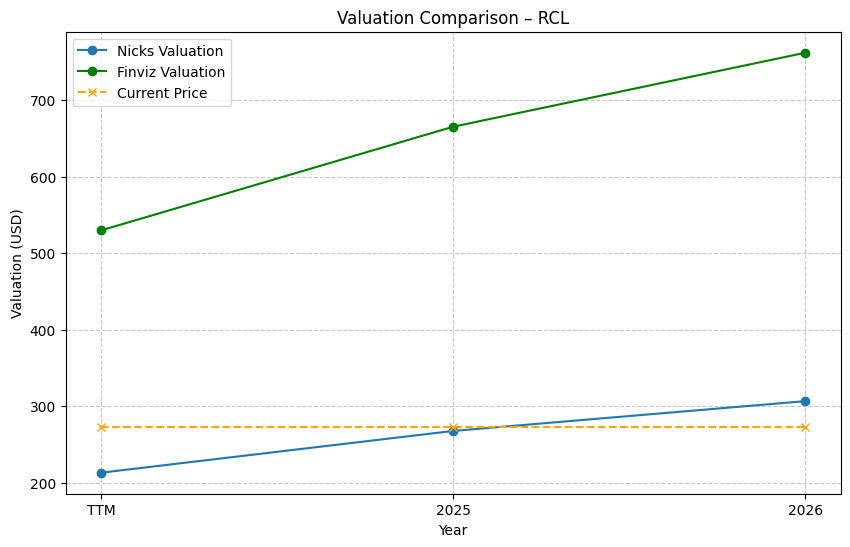 Valuation Comparison – RCL
Nicks Valuation
Finviz Valuation
Current Price
Valuation (USD)
700
600
500
400
300
200
TTM
2025
2026
Year